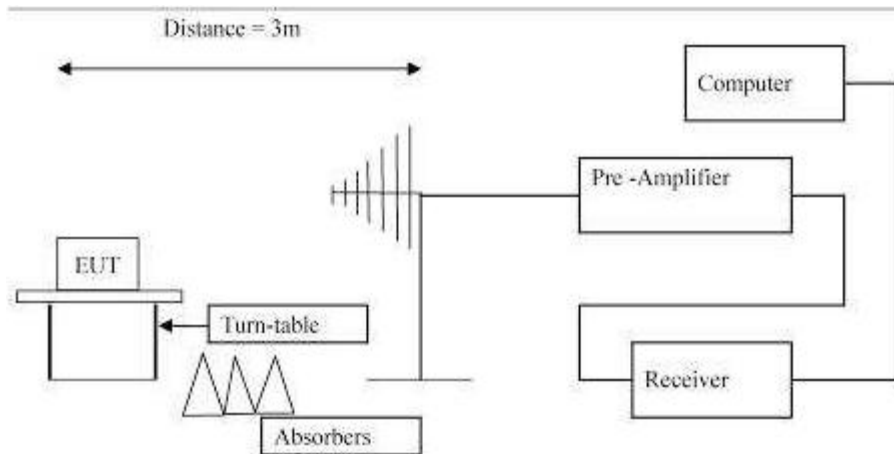 Distance = 3m
Computer
Pre -Amplifier
EUT
Turn-table
Receiver
Absorbers